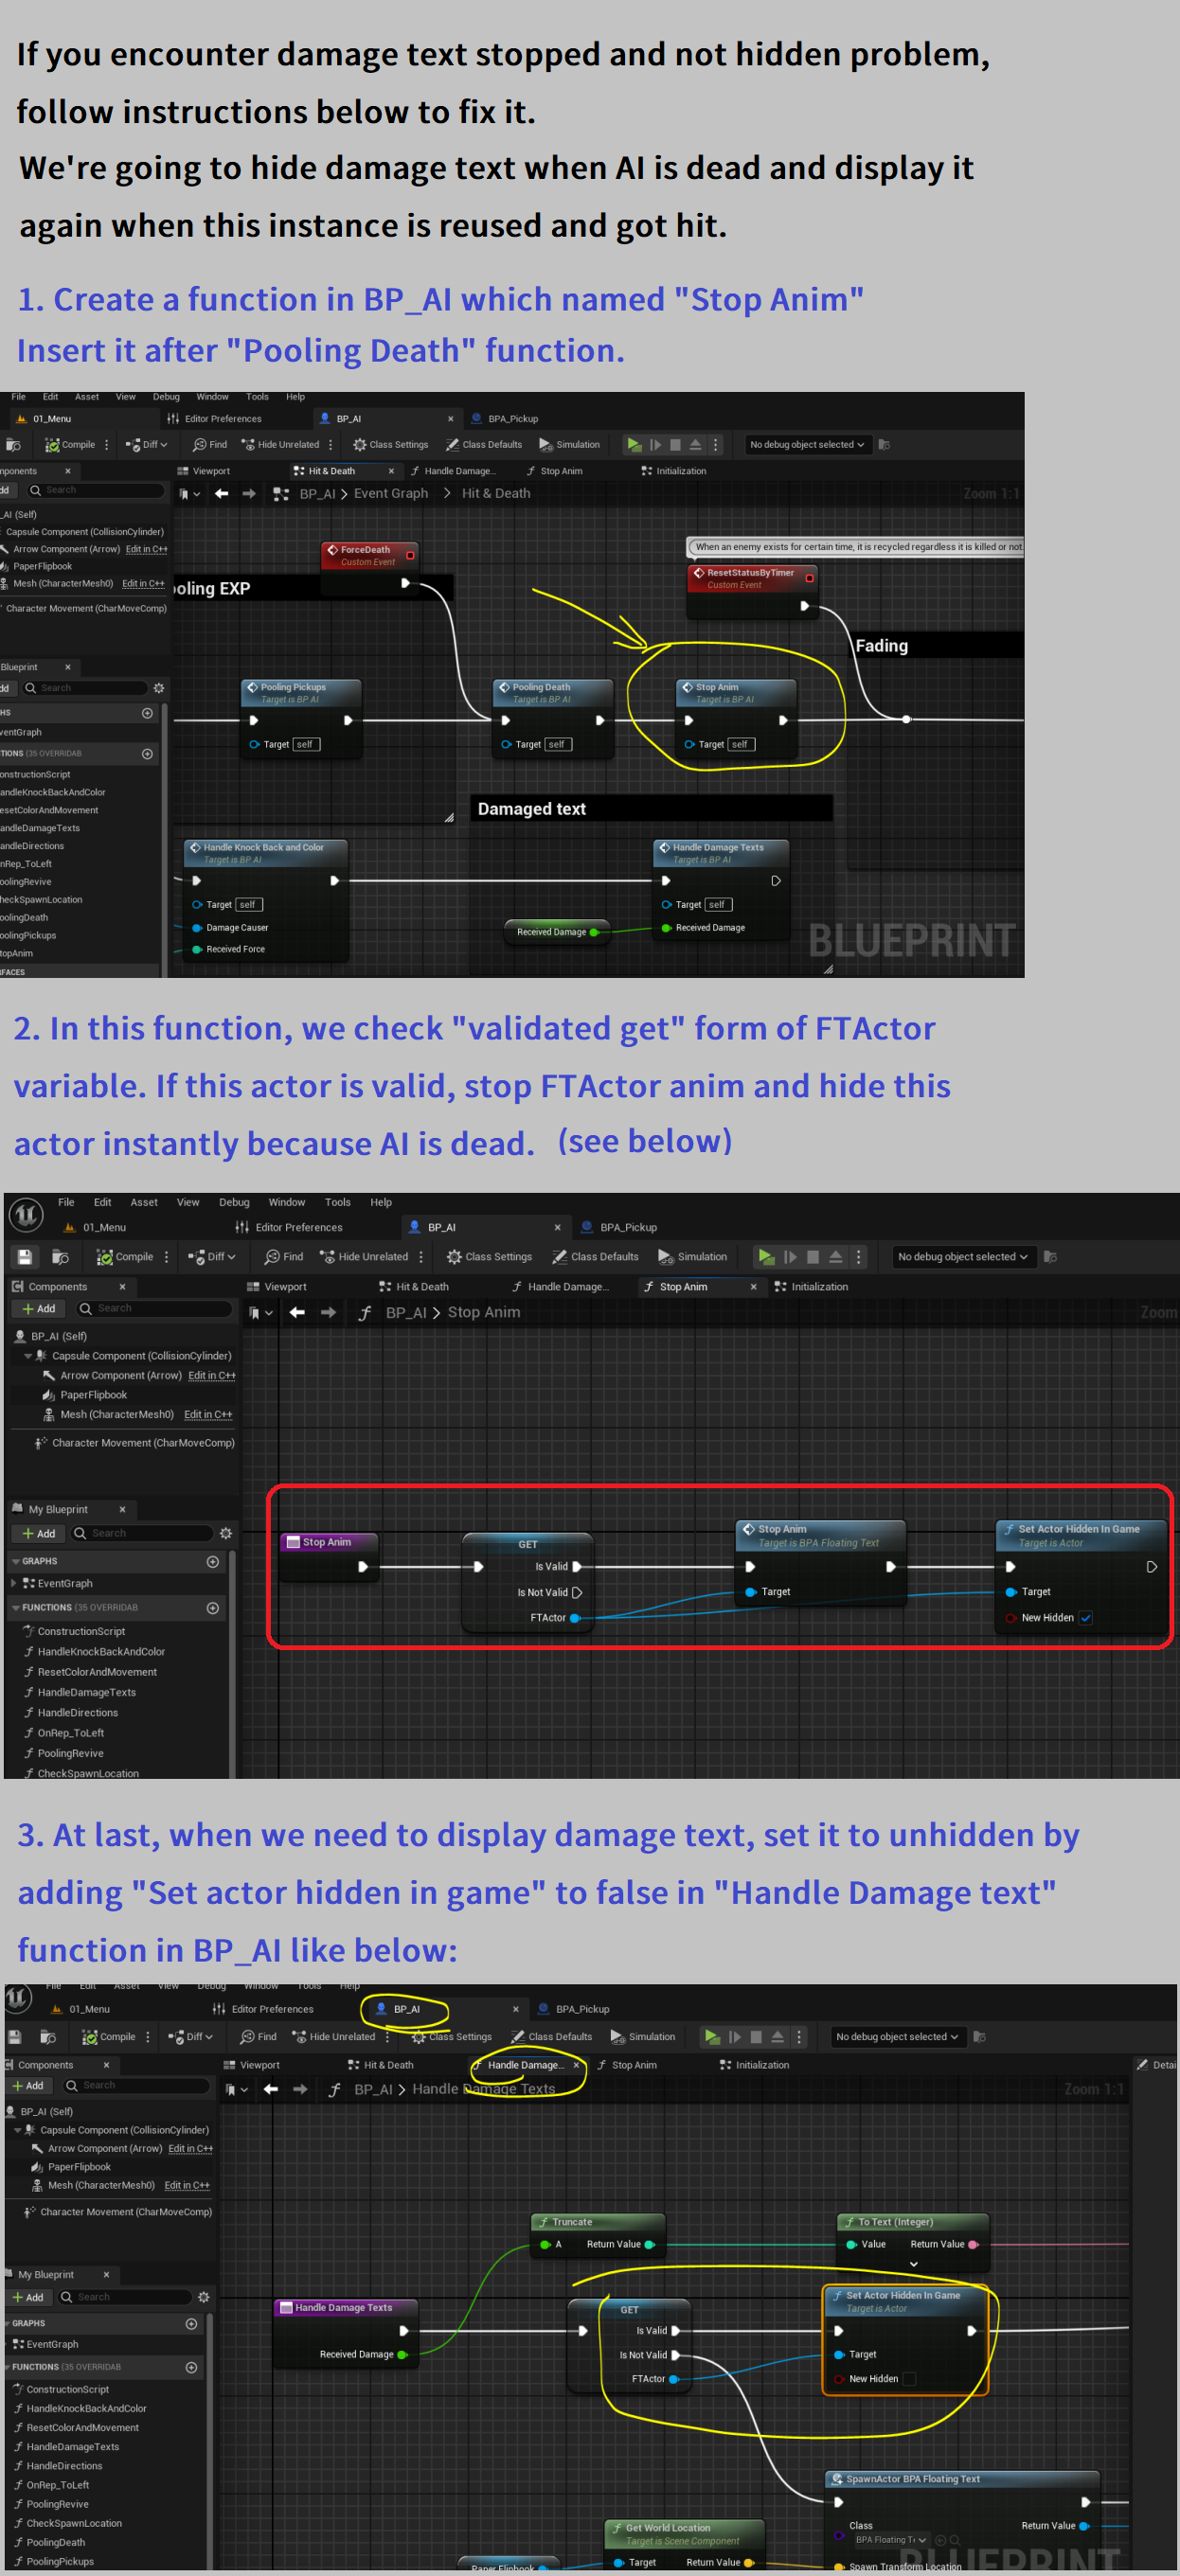 If you encounter damage text stopped and not hidden problem,
follow instructions below to fix it.
We're going to hide damage text when AI is dead and display it
again when this instance is reused and got hit.
1. Create a function in BP_AI which named "Stop Anim"
Insert it after "Pooling Death" function.
File Edit Asset View Debug Window Tools Help
01_Menu Editor Preferences BP_AI × BPA_Pickup
Compile Diff Find Hide Unrelated Class Settings Class Defaults Simulation No debug object selected
ponents × Viewport Hit & Death × Handle Damage... Stop Anim Initialization
dd Search BP_AI > Event Graph > Hit & Death Zoom 1:1
_AI (Self)
Capsule Component (CollisionCylinder)
Arrow Component (Arrow) Edit in C++
PaperFlipbook
Mesh (CharacterMesh0) Edit in C++
Character Movement (CharMoveComp)
ForceDeath
Custom Event
When an enemy exists for certain time, it is recycled regardless it is killed or not.
ResetStatusByTimer
Custom Event
ooling EXP
Fading
Blueprint ×
dd Search
HS
ventGraph
TIONS (35 OVERRIDAB
onstructionScript
andleKnockBackAndColor
esetColorAndMovement
andleDamageTexts
andleDirections
nRep_ToLeft
oolingRevive
heckSpawnLocation
oolingDeath
oolingPickups
topAnim
RFACES
Pooling Pickups
Target is BP AI
Target self
Pooling Death
Target is BP AI
Target self
Stop Anim
Target is BP AI
Target self
Damaged text
Handle Knock Back and Color
Target is BP AI
Target self
Damage Causer
Received Force
Received Damage
Handle Damage Texts
Target is BP AI
Target self
Received Damage
BLUEPRINT
2. In this function, we check "validated get" form of FTActor
variable. If this actor is valid, stop FTActor anim and hide this
actor instantly because AI is dead. (see below)
File Edit Asset View Debug Window Tools Help
01_Menu Editor Preferences BP_AI × BPA_Pickup
Compile Diff Find Hide Unrelated Class Settings Class Defaults Simulation No debug object selected
Components × Viewport Hit & Death Handle Damage... Stop Anim × Initialization
+ Add Search BP_AI > Stop Anim Zoom
BP_AI (Self)
Capsule Component (CollisionCylinder)
Arrow Component (Arrow) Edit in C++
PaperFlipbook
Mesh (CharacterMesh0) Edit in C++
Character Movement (CharMoveComp)
My Blueprint ×
+ Add Search
GRAPHS
EventGraph
FUNCTIONS (35 OVERRIDAB
ConstructionScript
HandleKnockBackAndColor
ResetColorAndMovement
HandleDamageTexts
HandleDirections
OnRep_ToLeft
PoolingRevive
CheckSpawnLocation
Stop Anim
GET
Is Valid
Is Not Valid
FTActor
Stop Anim
Target is BPA Floating Text
Target
Set Actor Hidden In Game
Target is Actor
Target
New Hidden
3. At last, when we need to display damage text, set it to unhidden by
adding "Set actor hidden in game" to false in "Handle Damage text"
function in BP_AI like below:
File Edit Asset View Debug Window Tools Help
01_Menu Editor Preferences BP_AI × BPA_Pickup
Compile Diff Find Hide Unrelated Class Settings Class Defaults Simulation No debug object selected
Components × Viewport Hit & Death Handle Damage... × Stop Anim Initialization Detai
+ Add Search BP_AI > Handle Damage Texts Zoom 1:1
BP_AI (Self)
Capsule Component (CollisionCylinder)
Arrow Component (Arrow) Edit in C++
PaperFlipbook
Mesh (CharacterMesh0) Edit in C++
Character Movement (CharMoveComp)
My Blueprint ×
+ Add Search
GRAPHS
EventGraph
FUNCTIONS (35 OVERRIDAB
ConstructionScript
HandleKnockBackAndColor
ResetColorAndMovement
HandleDamageTexts
HandleDirections
OnRep_ToLeft
PoolingRevive
CheckSpawnLocation
PoolingDeath
PoolingPickups
Truncate
A Return Value
To Text (Integer)
Value Return Value
Handle Damage Texts
Received Damage
GET
Is Valid
Is Not Valid
FTActor
Set Actor Hidden In Game
Target is Actor
Target
New Hidden
SpawnActor BPA Floating Text
Class Return Value
BPA Floating Te
Spawn Transform Location
Get World Location
Target is Scene Component
Target Return Value
Paper Flipbook
BLUEPRINT